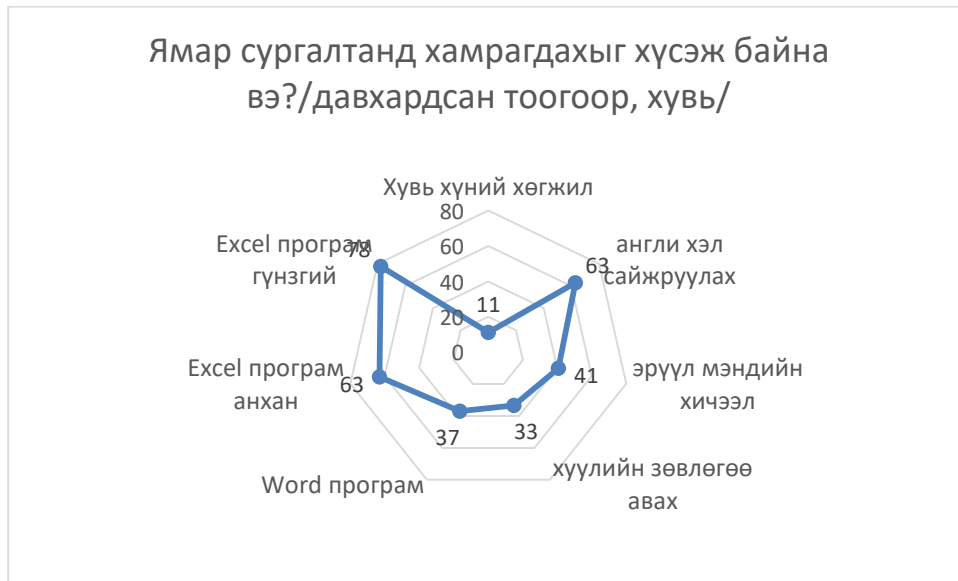 Ямар сургалтанд хамрагдахыг хүсэж байна
вэ?/давхардсан тоогоор, хувь/
Хувь хүний хөгжил
80
60
40
20
0
11
англи хэл
сайжруулах
63
эрүүл мэндийн
хичээл
41
хуулийн зөвлөгөө
авах
33
Word програм
37
Excel програм
анхан
63
Excel програм
гүнзгий
78